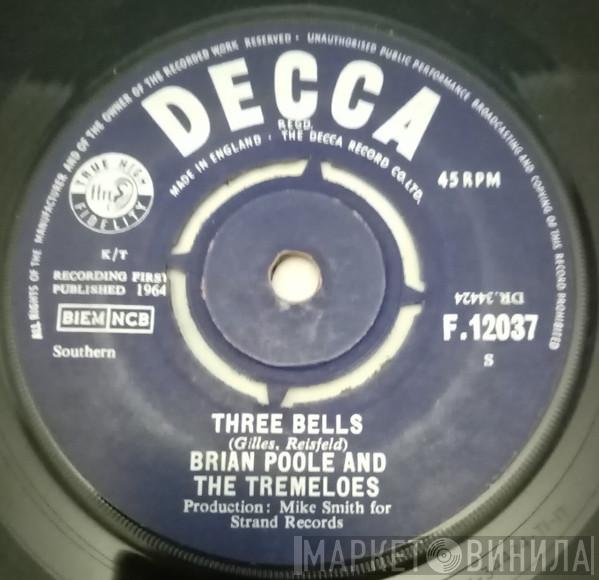 ALL RIGHTS OF THE MANUFACTURER AND OF THE OWNER OF THE RECORDED WORK RESERVED · UNAUTHORISED PUBLIC PERFORMANCE BROADCASTING AND COPYING OF THIS RECORD PROHIBITED
DECCA
REGD.
MADE IN ENGLAND · THE DECCA RECORD CO. LTD.
TRUE HIGH
ffrr
FIDELITY
45 RPM
K/T
RECORDING FIRST
PUBLISHED 1964
BIEM NCB
Southern
DR.34424
F.12037
S
THREE BELLS
(Gilles, Reisfeld)
BRIAN POOLE AND
THE TREMELOES
Production: Mike Smith for
Strand Records
МАРКЕТ ВИНИЛА